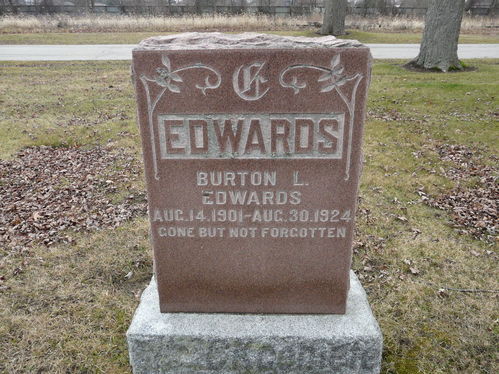 E
EDWARDS
BURTON L.
EDWARDS
AUG. 14. 1901-AUG. 30. 1924
GONE BUT NOT FORGOTTEN